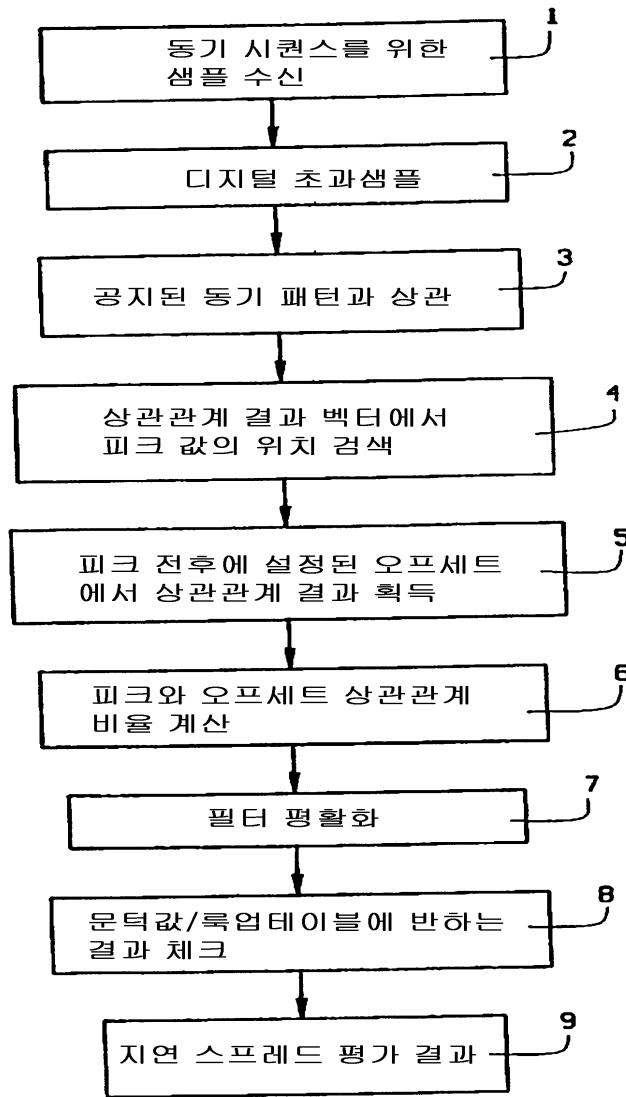 1
동기 시퀀스를 위한
샘플 수신
2
디지털 초과샘플
3
공지된 동기 패턴과 상관
4
상관관계 결과 벡터에서
피크 값의 위치 검색
5
피크 전후에 설정된 오프세트
에서 상관관계 결과 획득
6
피크와 오프세트 상관관계
비율 계산
7
필터 평활화
8
문턱값/룩업테이블에 반하는
결과 체크
9
지연 스프레드 평가 결과